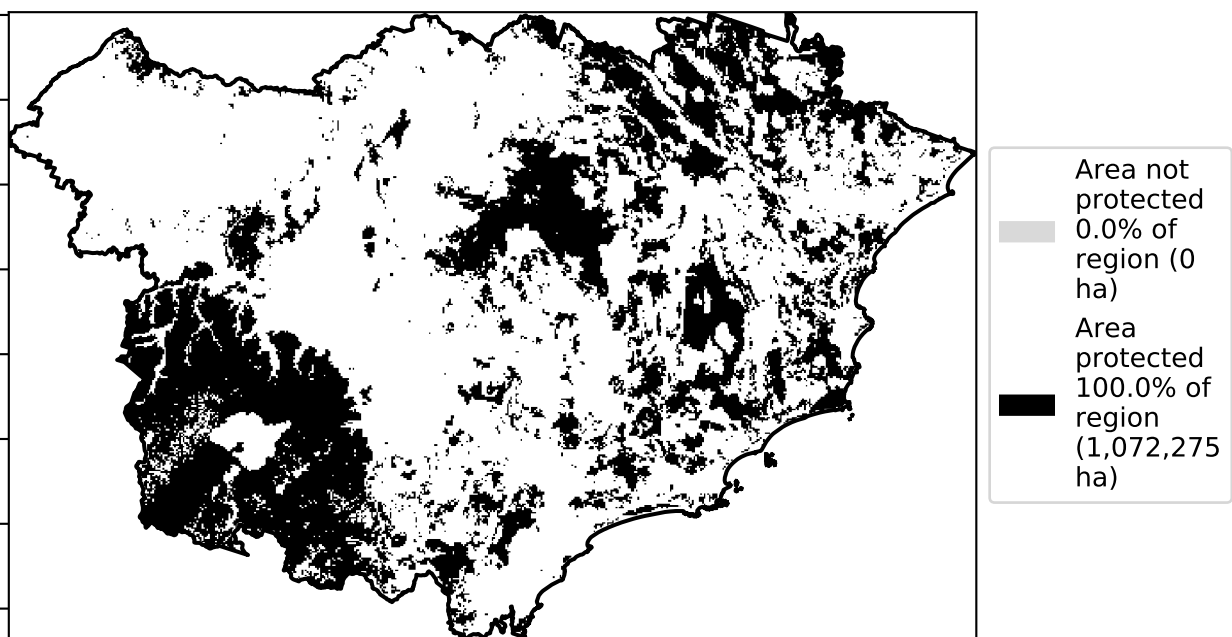 Area not
protected
0.0% of
region (0
ha)
Area
protected
100.0% of
region
(1,072,275
ha)